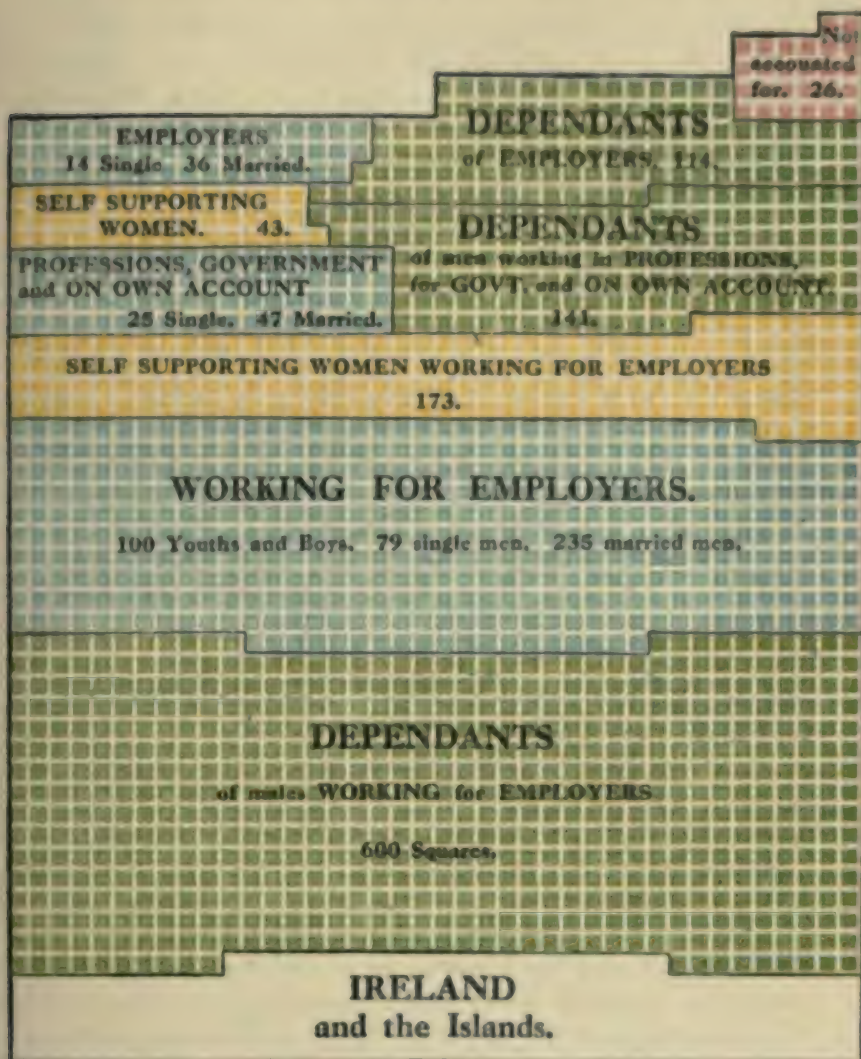 Not
accounted
for. 26.
EMPLOYERS
14 Single 36 Married.
DEPENDANTS
of EMPLOYERS. 114.
SELF SUPPORTING
WOMEN. 43.
DEPENDANTS
of men working in PROFESSIONS,
for GOVT. and ON OWN ACCOUNT.
141.
PROFESSIONS, GOVERNMENT
and ON OWN ACCOUNT
25 Single. 47 Married.
SELF SUPPORTING WOMEN WORKING FOR EMPLOYERS
173.
WORKING FOR EMPLOYERS.
100 Youths and Boys. 79 single men. 235 married men.
DEPENDANTS
of males WORKING for EMPLOYERS
600 Squares.
IRELAND
and the Islands.